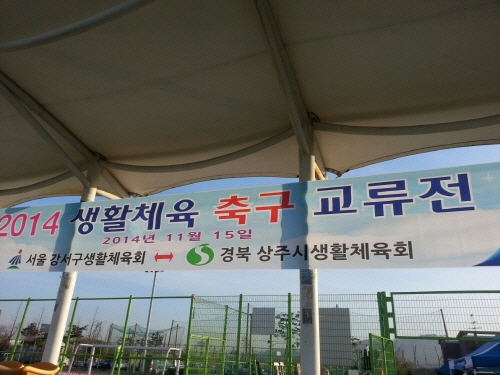 2014 생활체육 축구 교류전
2014년 11월 15일
서울 강서구생활체육회 ↔ 경북 상주시생활체육회